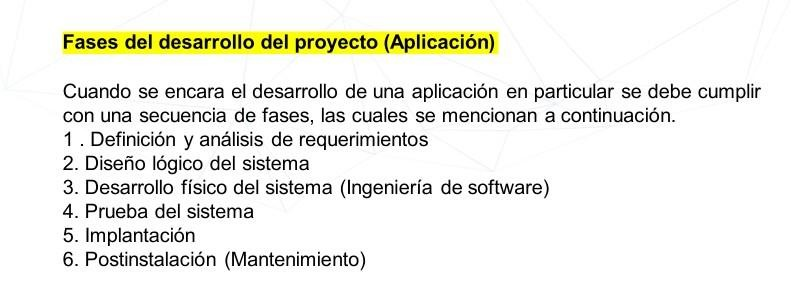 Fases del desarrollo del proyecto (Aplicación)
Cuando se encara el desarrollo de una aplicación en particular se debe cumplir
con una secuencia de fases, las cuales se mencionan a continuación.
1 . Definición y análisis de requerimientos
2. Diseño lógico del sistema
3. Desarrollo físico del sistema (Ingeniería de software)
4. Prueba del sistema
5. Implantación
6. Postinstalación (Mantenimiento)